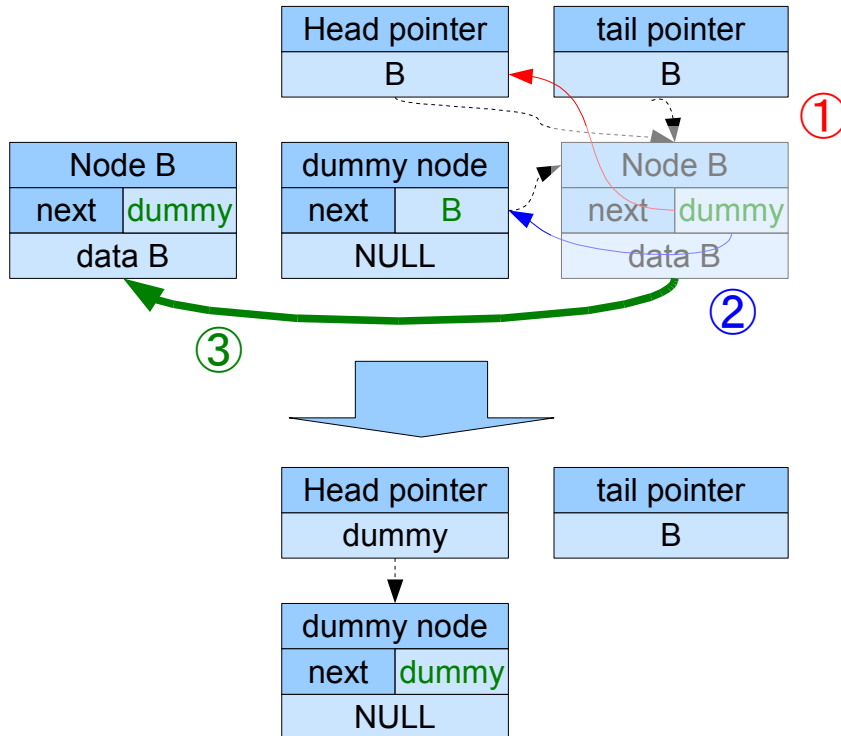 Head pointer
tail pointer
B
B
①
Node B
dummy node
Node B
next
dummy
next
B
next
dummy
data B
NULL
data B
②
③
Head pointer
tail pointer
dummy
B
dummy node
next
dummy
NULL